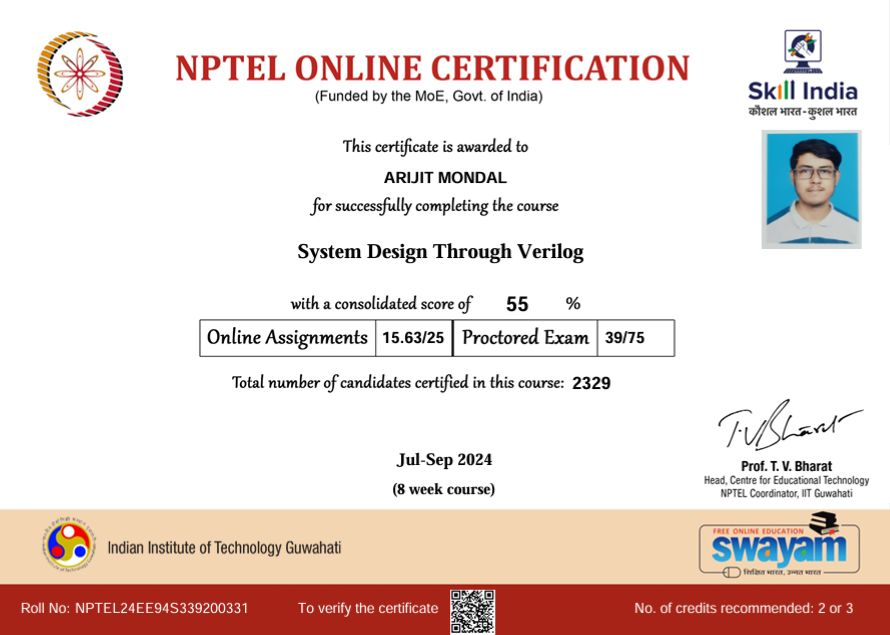 NPTEL ONLINE CERTIFICATION
(Funded by the MoE, Govt. of India)
Skill India
कौशल भारत - कुशल भारत
This certificate is awarded to
ARIJIT MONDAL
for successfully completing the course
System Design Through Verilog
with a consolidated score of 55 %
Online Assignments 15.63/25 Proctored Exam 39/75
Total number of candidates certified in this course: 2329
Jul-Sep 2024
(8 week course)
T.V.Bharat
Prof. T. V. Bharat
Head, Centre for Educational Technology
NPTEL Coordinator, IIT Guwahati
Indian Institute of Technology Guwahati
FREE ONLINE EDUCATION
swayam
शिक्षित भारत, उन्नत भारत
Roll No: NPTEL24EE94S339200331 To verify the certificate No. of credits recommended: 2 or 3